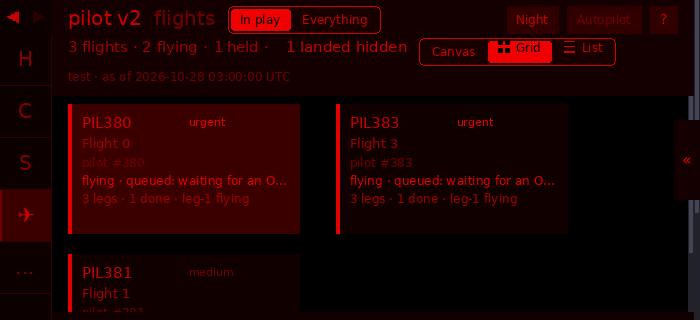 pilot v2 flights In play Everything Night Autopilot ?
3 flights · 2 flying · 1 held · 1 landed hidden Canvas Grid List
test · as of 2026-10-28 03:00:00 UTC
H
C
S
...
«
PIL380 urgent
Flight 0
pilot #380
flying · queued: waiting for an O...
3 legs · 1 done · leg-1 flying
PIL383 urgent
Flight 3
pilot #383
flying · queued: waiting for an O...
3 legs · 1 done · leg-1 flying
PIL381 medium
Flight 1